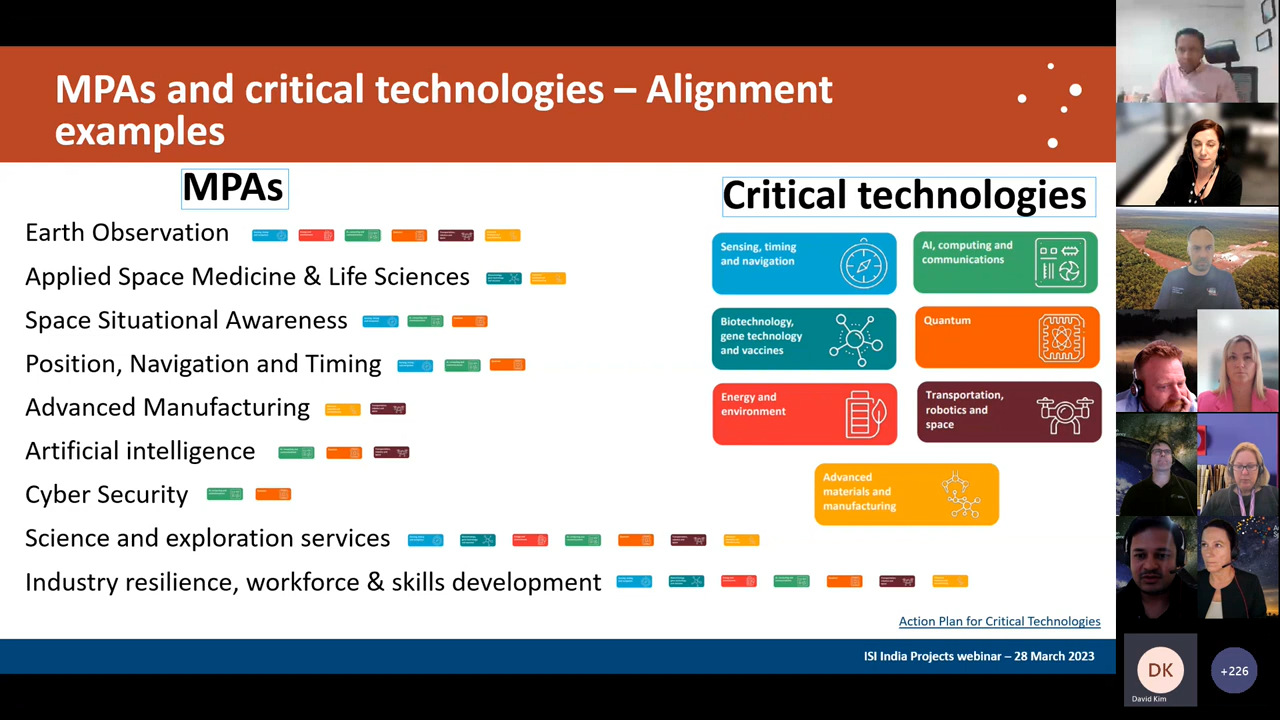 MPAs and critical technologies – Alignment
examples
MPAs
Critical technologies
Earth Observation
Applied Space Medicine & Life Sciences
Space Situational Awareness
Position, Navigation and Timing
Advanced Manufacturing
Artificial intelligence
Cyber Security
Science and exploration services
Industry resilience, workforce & skills development
Sensing, timing
and navigation
AI, computing and
communications
Biotechnology,
gene technology
and vaccines
Quantum
Energy and
environment
Transportation,
robotics and
space
Advanced
materials and
manufacturing
Action Plan for Critical Technologies
ISI India Projects webinar – 28 March 2023
DK
David Kim
+226